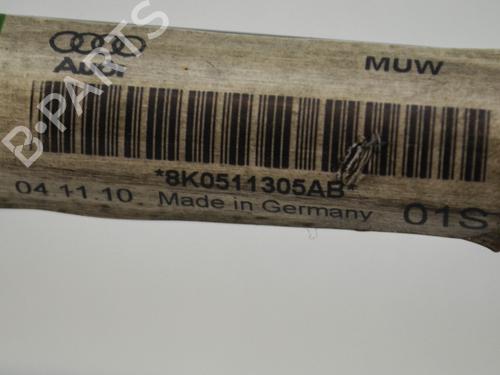 Audi MUW
B-PARTS
*8K0511305AB*
04.11.10. Made in Germany 01S